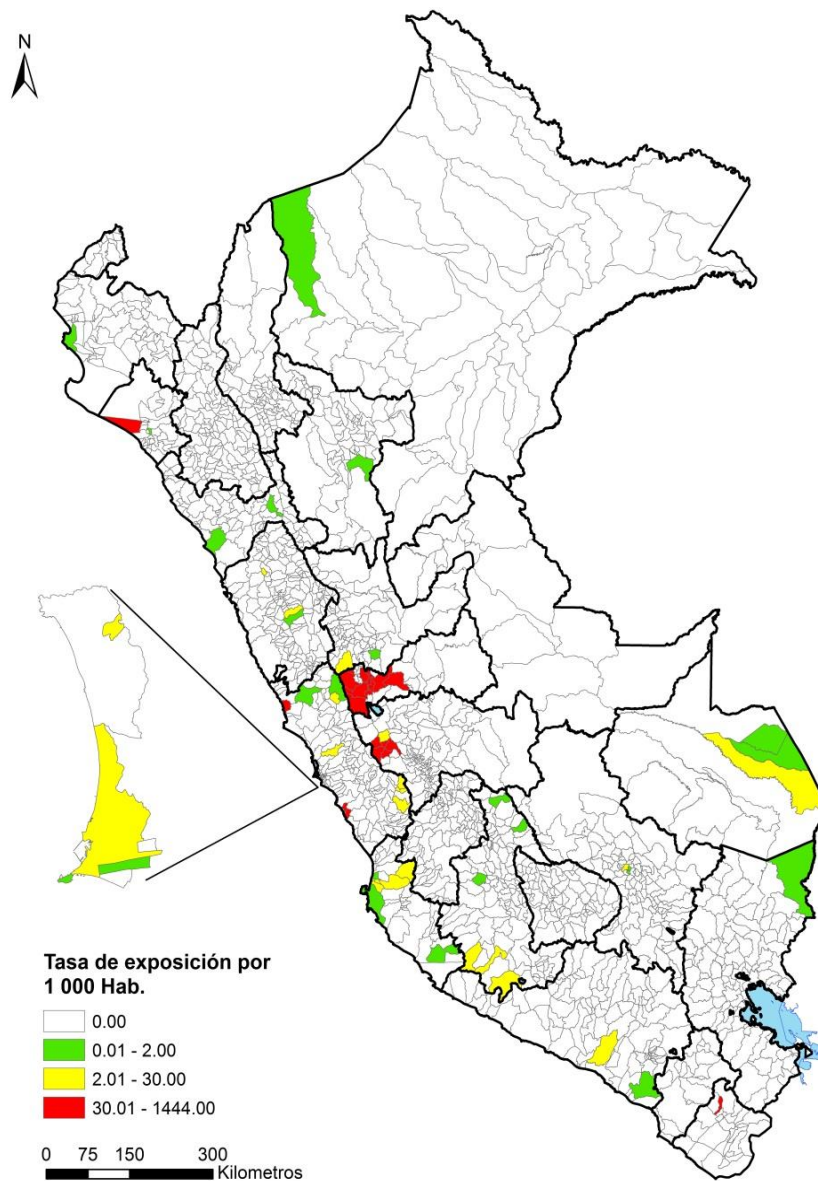 N
Tasa de exposición por
1 000 Hab.
0.00
0.01 - 2.00
2.01 - 30.00
30.01 - 1444.00
0 75 150 300
Kilometros